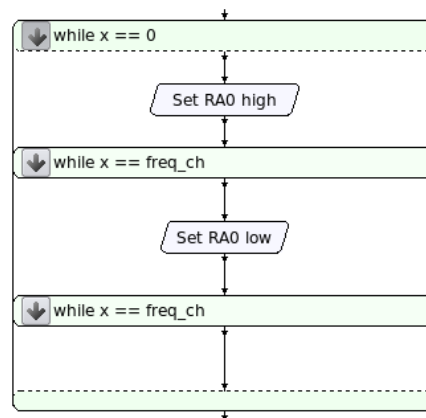 while x == 0
Set RA0 high
while x == freq_ch
Set RA0 low
while x == freq_ch